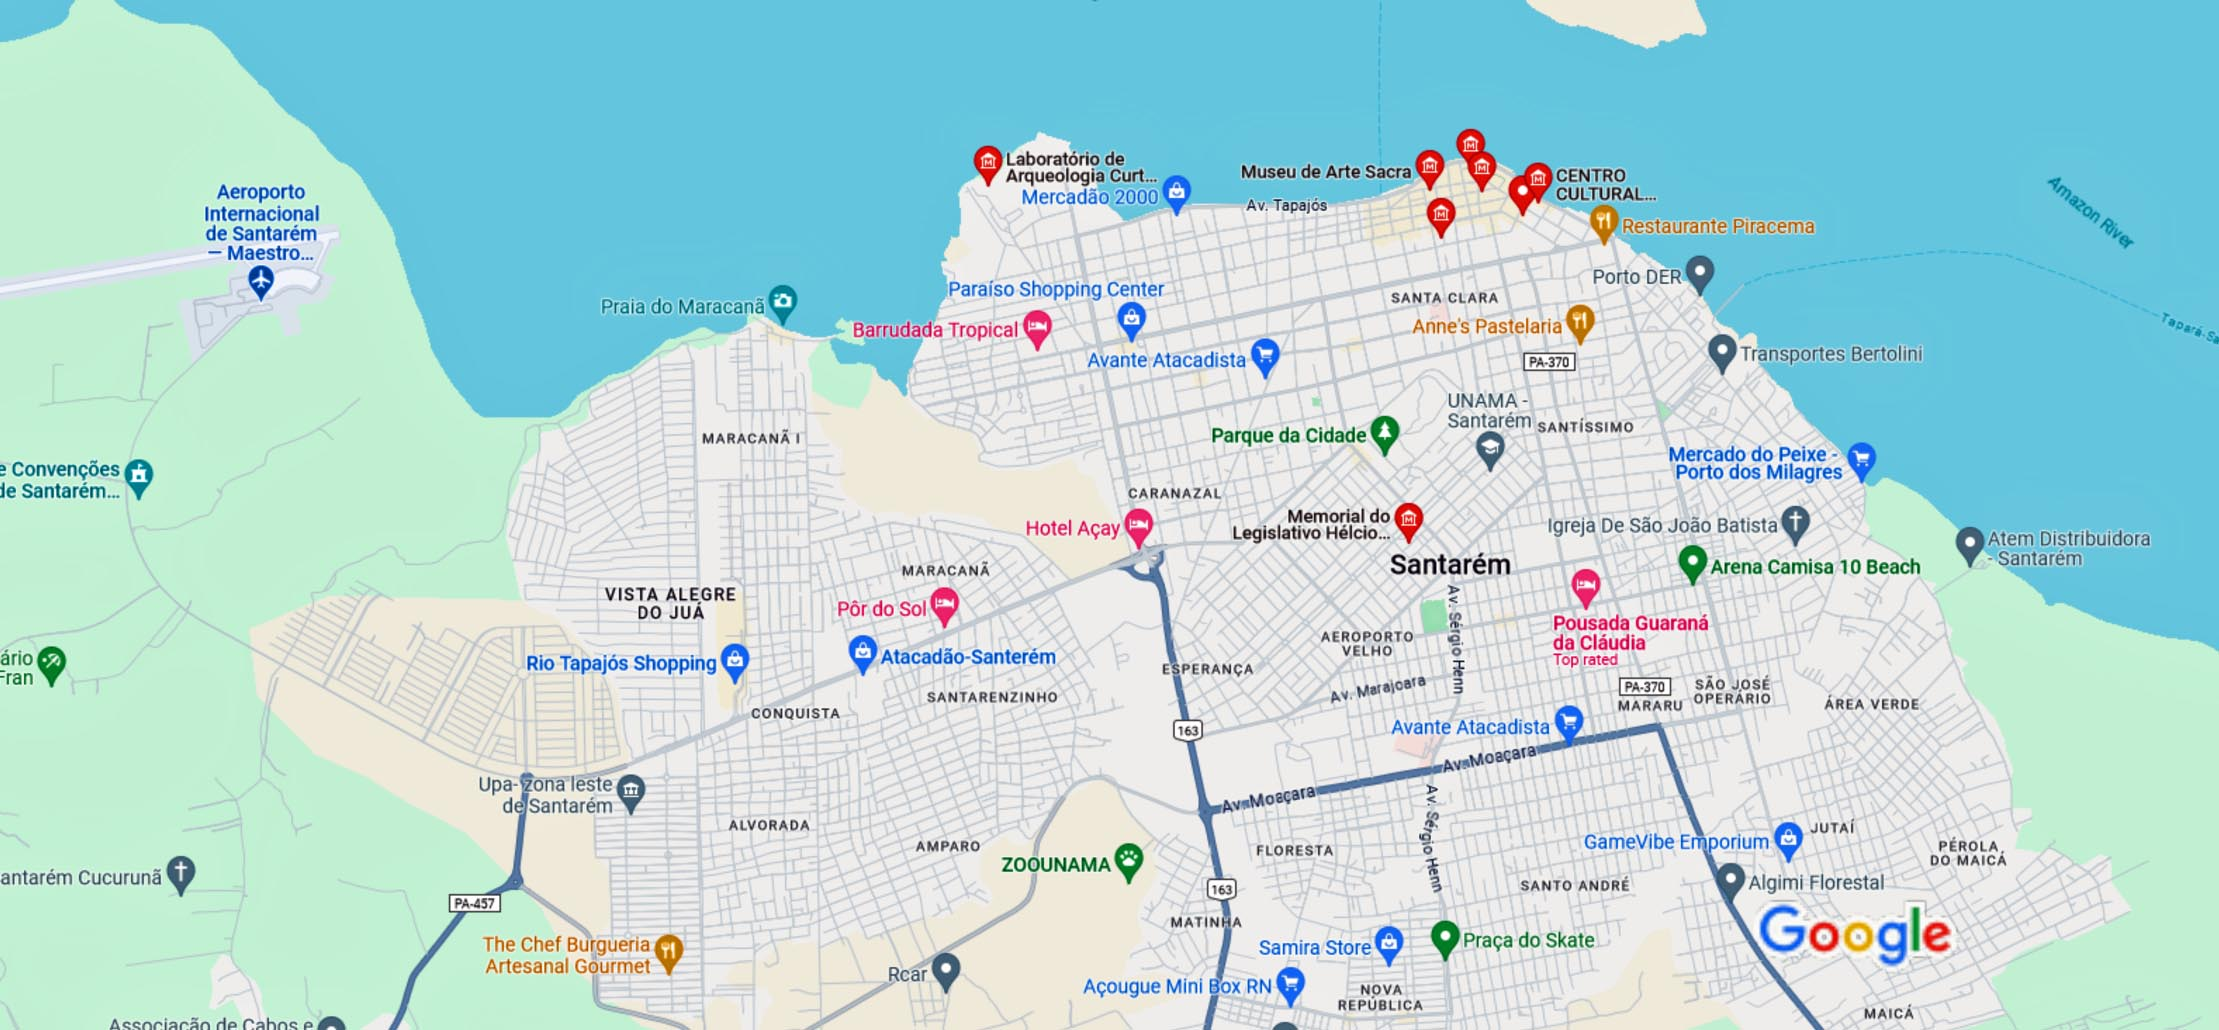 Aeroporto
Internacional
de Santarém
– Maestro...
Laboratório de
Arqueologia Curt...
Mercadão 2000
Museu de Arte Sacra
Av. Tapajós
CENTRO
CULTURAL...
Restaurante Piracema
Amazon River
Porto DER
Paraíso Shopping Center
SANTA CLARA
Praia do Maracanã
Barrudada Tropical
Anne's Pastelaria
Avante Atacadista
PA-370
Transportes Bertolini
UNAMA -
Santarém
SANTÍSSIMO
Parque da Cidade
MARACANÃ I
e Convenções
de Santarém...
Mercado do Peixe -
Porto dos Milagres
CARANAZAL
Hotel Açay
Memorial do
Legislativo Hélcio...
Igreja De São João Batista
Atem Distribuidora
- Santarém
Santarém
Arena Camisa 10 Beach
MARACANÃ
VISTA ALEGRE
DO JUÁ
Pôr do Sol
Av. Sérgio Henn
Pousada Guaraná
da Cláudia
Top rated
AEROPORTO
VELHO
ário
Fran
Rio Tapajós Shopping
Atacadão-Santerém
ESPERANÇA
SANTARENZINHO
Av. Marajoara
PA-370
MARARU
SÃO JOSÉ
OPERÁRIO
ÁREA VERDE
CONQUISTA
163
Avante Atacadista
Av. Moaçara
Av. Moaçara
Upa- zona leste
de Santarém
ALVORADA
Av. Sérgio Henn
AMPARO
ZOOUNAMA
FLORESTA
GameVibe Emporium
JUTAÍ
PÉROLA
DO MAICÁ
antarém Cucurunã
PA-457
163
SANTO ANDRÉ
Algimi Florestal
MATINHA
Google
The Chef Burgueria
Artesanal Gourmet
Samira Store
Praça do Skate
Rcar
Açougue Mini Box RN
NOVA
REPÚBLICA
MAICÁ
Associação de Cabos e